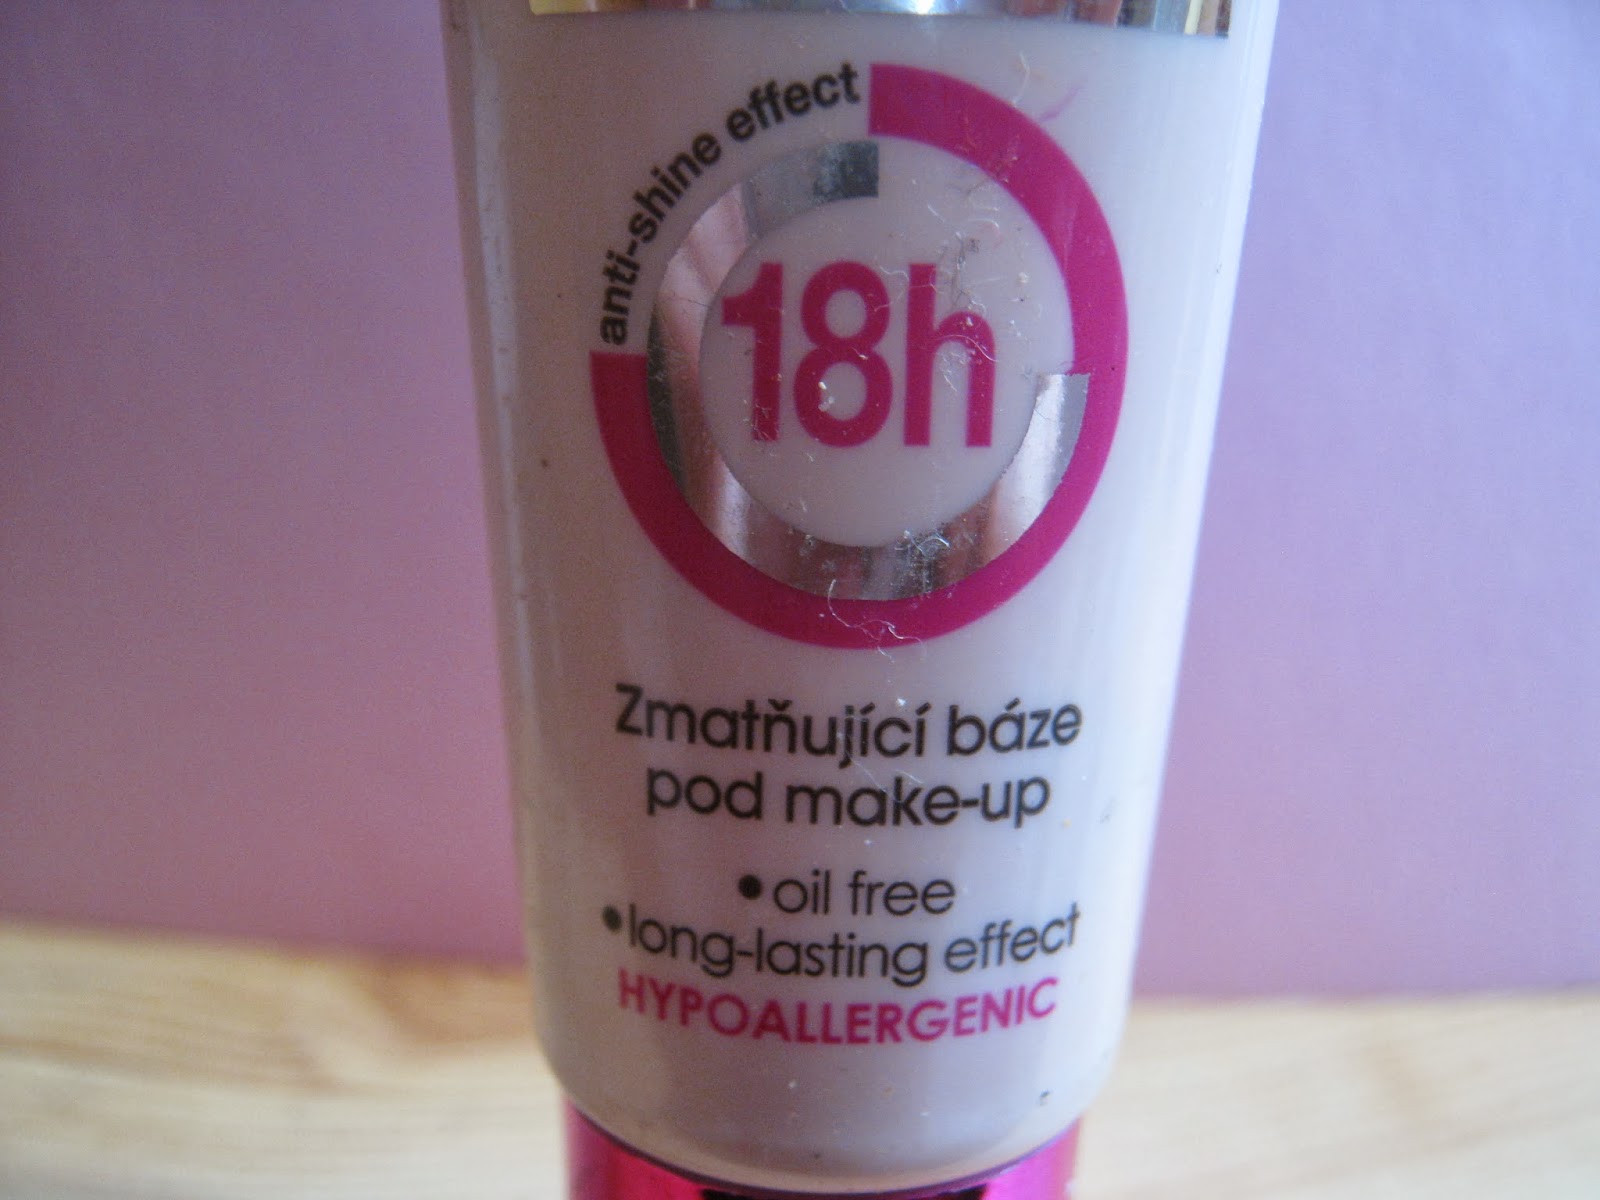 anti-shine effect
18h
Zmatňující báze
pod make-up
•oil free
•long-lasting effect
HYPOALLERGENIC